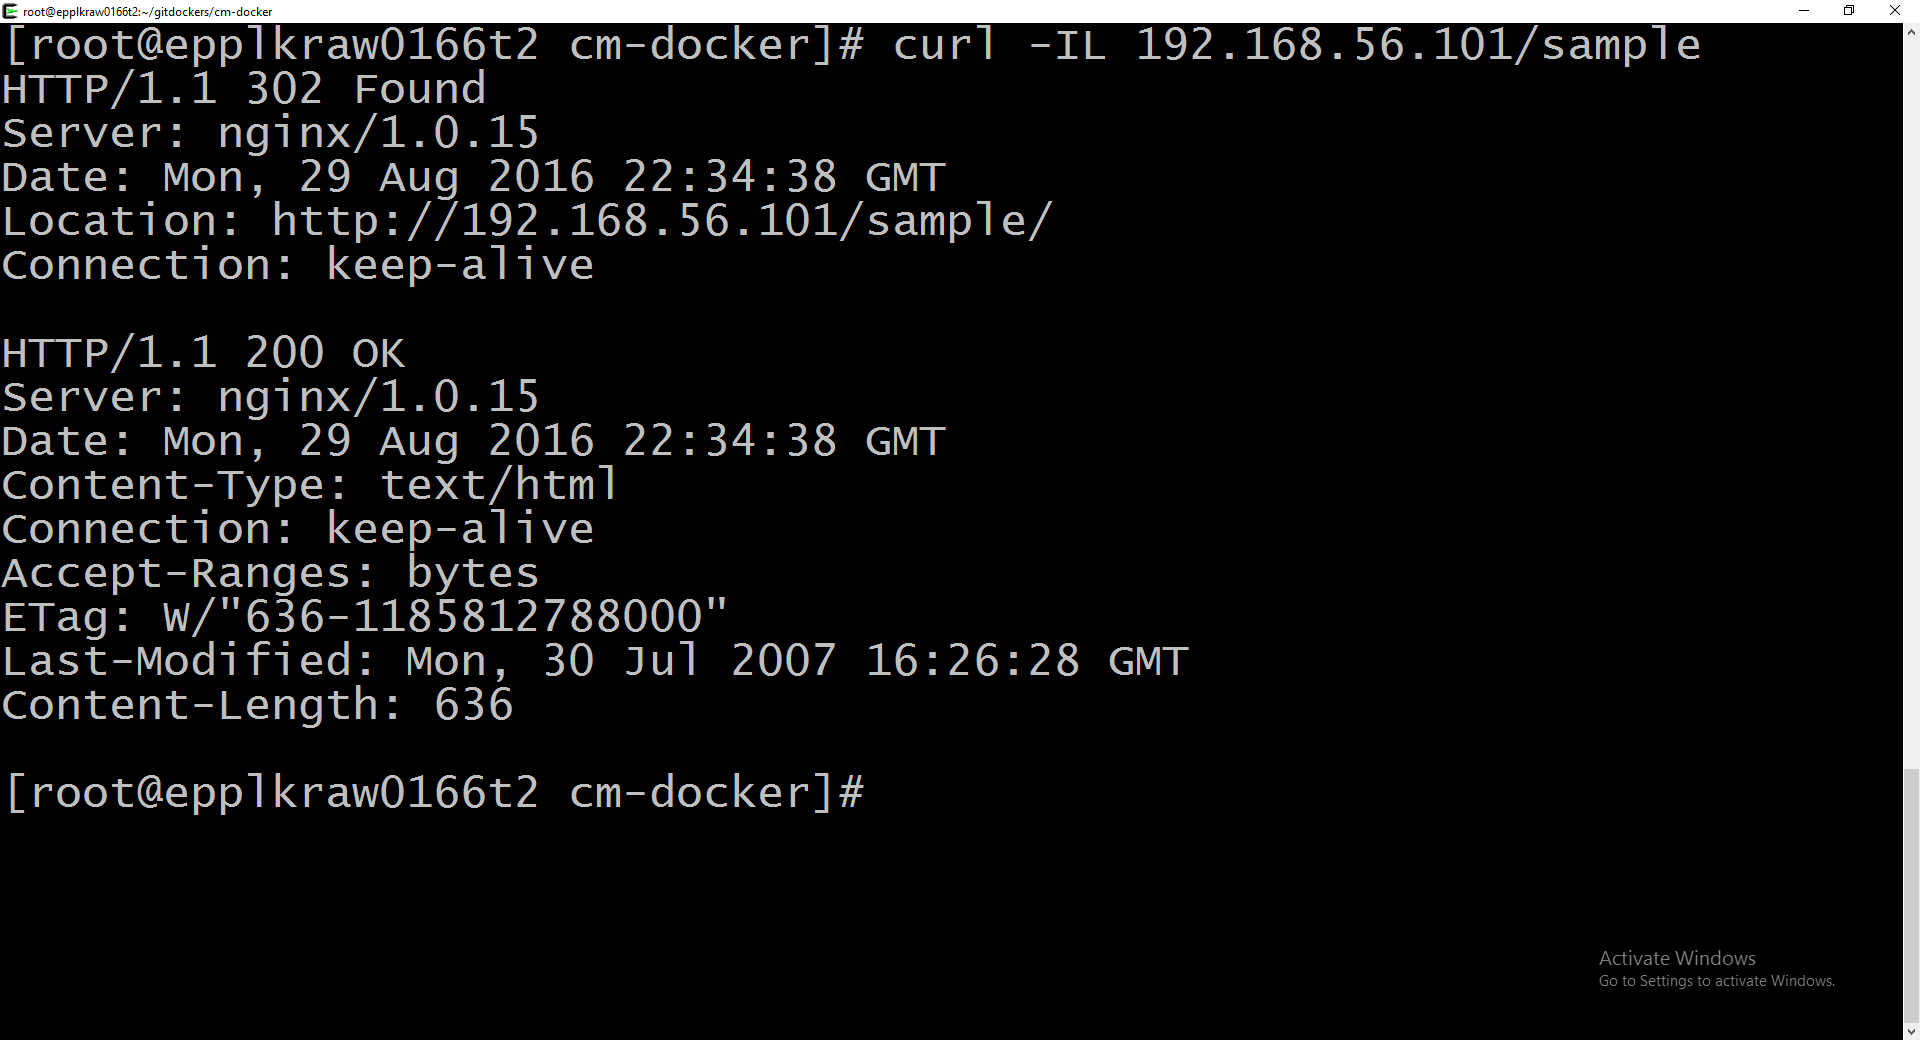 root@epplkraw0166t2:~/gitdockers/cm-docker
[root@epplkraw0166t2 cm-docker]# curl -IL 192.168.56.101/sample
HTTP/1.1 302 Found
Server: nginx/1.0.15
Date: Mon, 29 Aug 2016 22:34:38 GMT
Location: http://192.168.56.101/sample/
Connection: keep-alive
HTTP/1.1 200 OK
Server: nginx/1.0.15
Date: Mon, 29 Aug 2016 22:34:38 GMT
Content-Type: text/html
Connection: keep-alive
Accept-Ranges: bytes
ETag: W/"636-1185812788000"
Last-Modified: Mon, 30 Jul 2007 16:26:28 GMT
Content-Length: 636
[root@epplkraw0166t2 cm-docker]#
Activate Windows
Go to Settings to activate Windows.